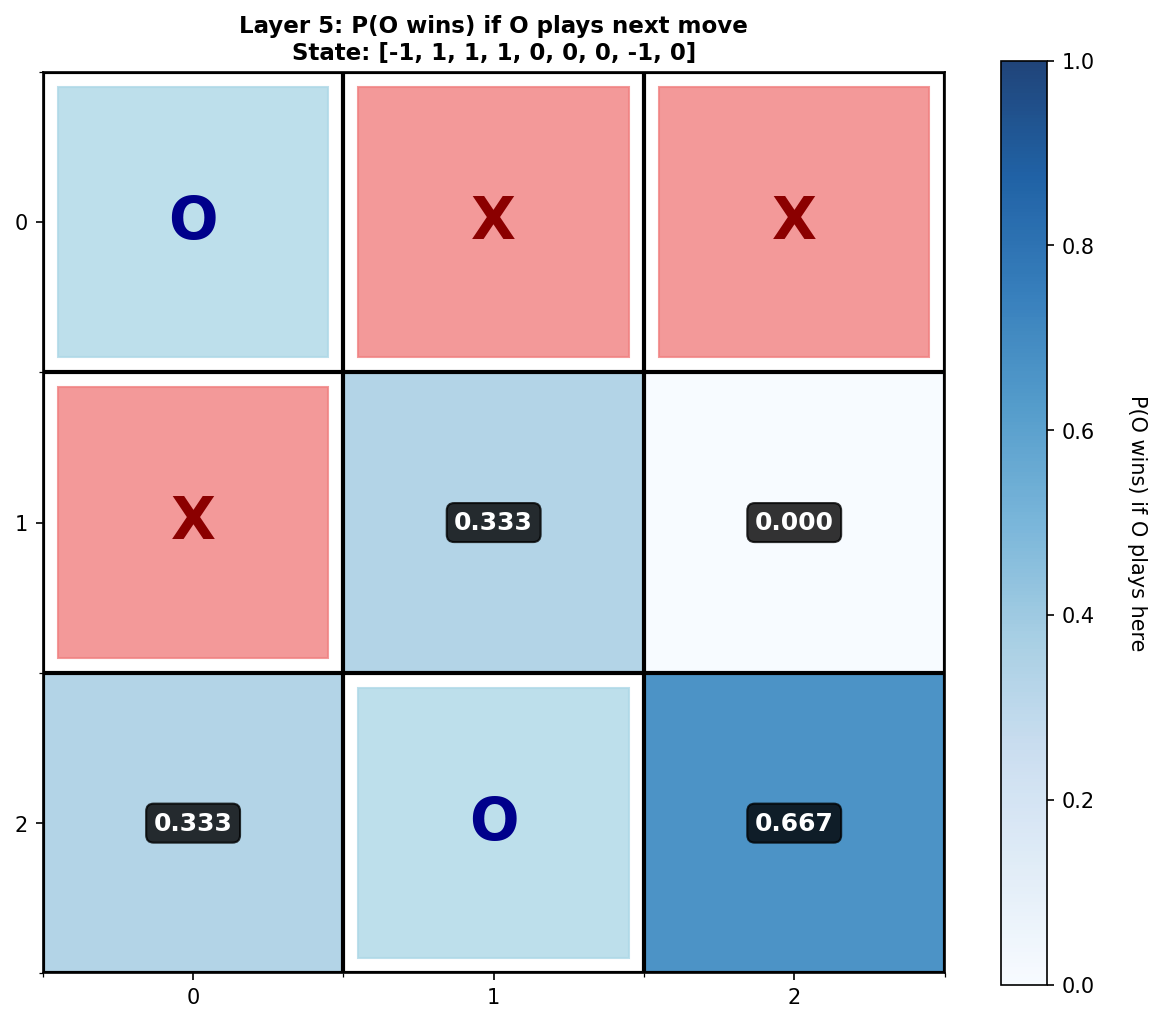 Layer 5: P(O wins) if O plays next move
State: [-1, 1, 1, 1, 0, 0, 0, -1, 0]
0
O
X
X
1
X
0.333
0.000
2
0.333
O
0.667
0
1
2
1.0
0.8
0.6
0.4
0.2
0.0
P(O wins) if O plays here